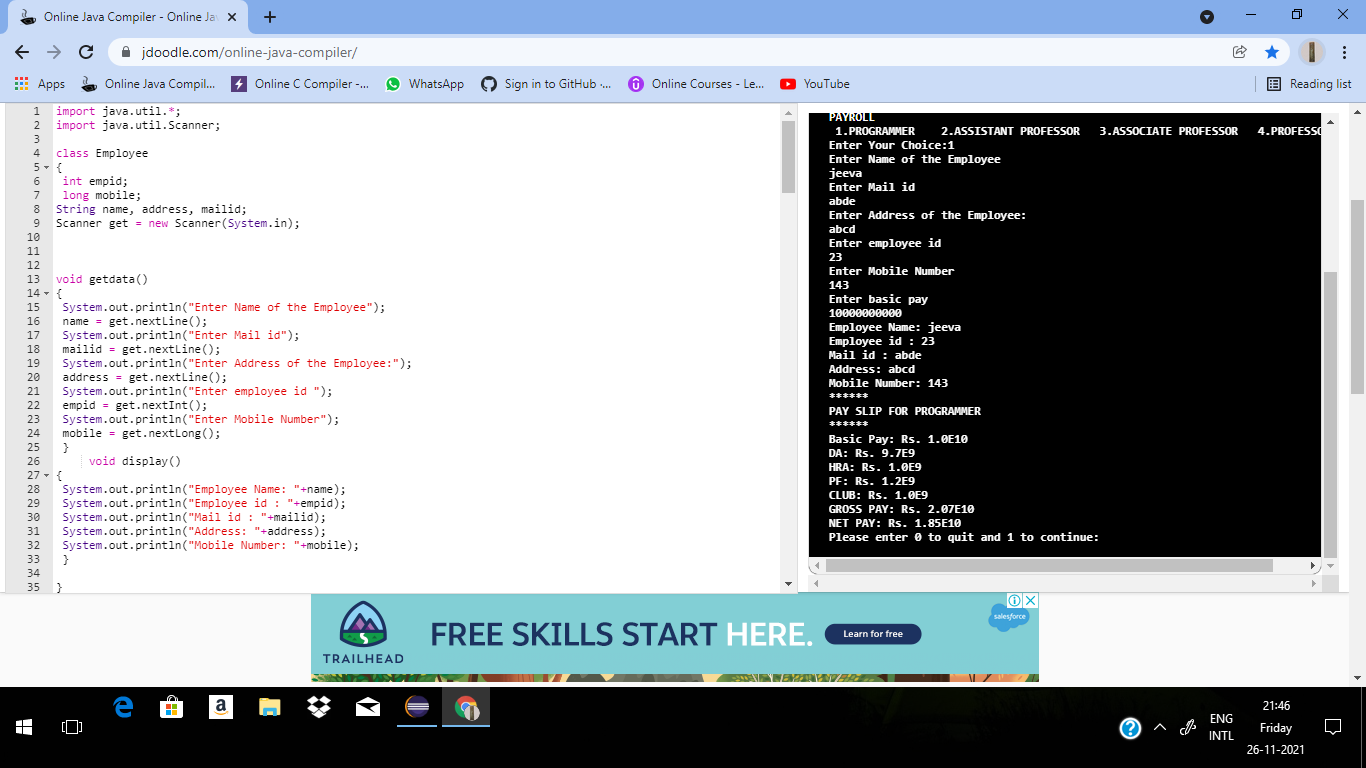 Online Java Compiler - Online Ja
jdoodle.com/online-java-compiler/
Apps
Online Java Compil...
Online C Compiler -...
WhatsApp
Sign in to GitHub ·...
Online Courses - Le...
YouTube
Reading list
1 import java.util.*;
2 import java.util.Scanner;
3
4 class Employee
5 {
6 int empid;
7 long mobile;
8 String name, address, mailid;
9 Scanner get = new Scanner(System.in);
10
11
12
13 void getdata()
14 {
15 System.out.println("Enter Name of the Employee");
16 name = get.nextLine();
17 System.out.println("Enter Mail id");
18 mailid = get.nextLine();
19 System.out.println("Enter Address of the Employee:");
20 address = get.nextLine();
21 System.out.println("Enter employee id ");
22 empid = get.nextInt();
23 System.out.println("Enter Mobile Number");
24 mobile = get.nextLong();
25 }
26 void display()
27 {
28 System.out.println("Employee Name: "+name);
29 System.out.println("Employee id : "+empid);
30 System.out.println("Mail id : "+mailid);
31 System.out.println("Address: "+address);
32 System.out.println("Mobile Number: "+mobile);
33 }
34
35 }
PAYROLL
1.PROGRAMMER 2.ASSISTANT PROFESSOR 3.ASSOCIATE PROFESSOR 4.PROFESSO
Enter Your Choice:1
Enter Name of the Employee
jeeva
Enter Mail id
abde
Enter Address of the Employee:
abcd
Enter employee id
23
Enter Mobile Number
143
Enter basic pay
10000000000
Employee Name: jeeva
Employee id : 23
Mail id : abde
Address: abcd
Mobile Number: 143
******
PAY SLIP FOR PROGRAMMER
******
Basic Pay: Rs. 1.0E10
DA: Rs. 9.7E9
HRA: Rs. 1.0E9
PF: Rs. 1.2E9
CLUB: Rs. 1.0E9
GROSS PAY: Rs. 2.07E10
NET PAY: Rs. 1.85E10
Please enter 0 to quit and 1 to continue:
TRAILHEAD
FREE SKILLS START HERE.
Learn for free
salesforce
ENG
INTL
21:46
Friday
26-11-2021